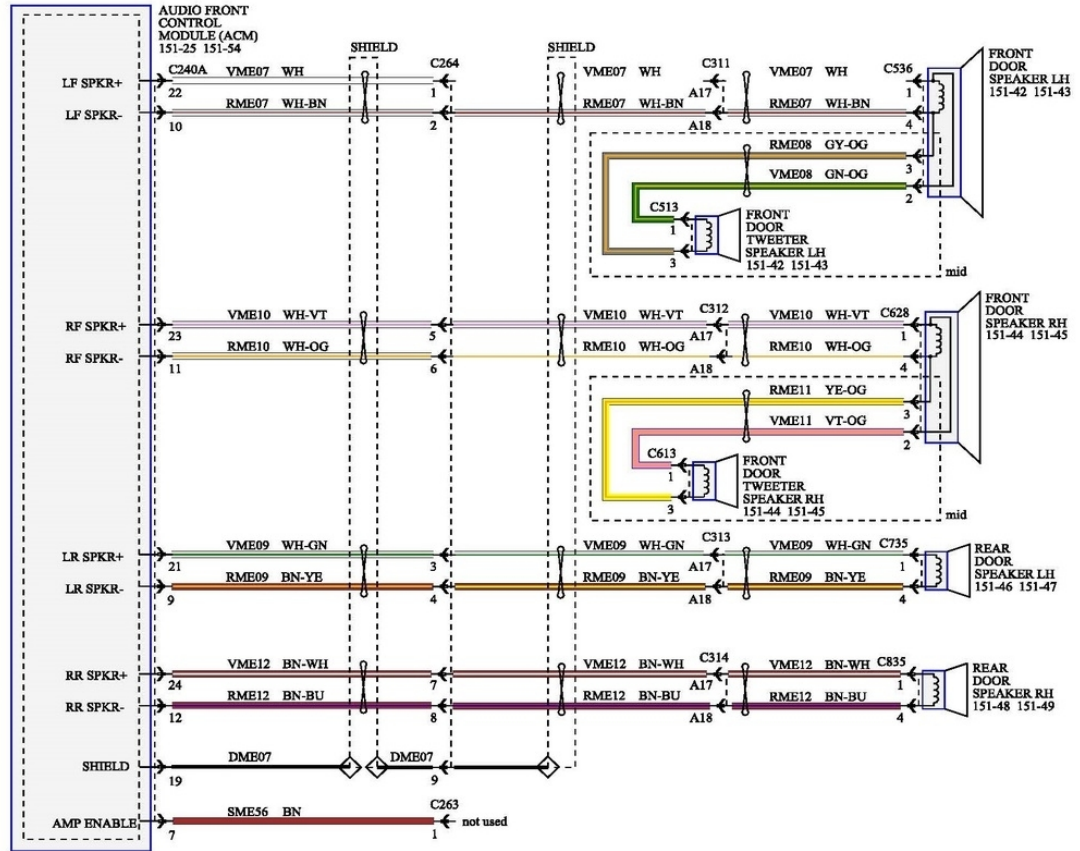 AUDIO FRONT
CONTROL
MODULE (ACM)
151-25 151-54
SHIELD
SHIELD
LF SPKR+
C240A
22
VME07 WH
C264
1
VME07 WH
C311
A17
VME07 WH
C536
1
FRONT
DOOR
SPEAKER LH
151-42 151-43
LF SPKR-
10
RME07 WH-BN
2
RME07 WH-BN
A18
RME07 WH-BN
4
RME08 GY-OG
3
VME08 GN-OG
2
C513
1
3
FRONT
DOOR
TWEETER
SPEAKER LH
151-42 151-43
mid
RF SPKR+
23
VME10 WH-VT
5
VME10 WH-VT
C312
A17
VME10 WH-VT
C628
1
FRONT
DOOR
SPEAKER RH
151-44 151-45
RF SPKR-
11
RME10 WH-OG
6
RME10 WH-OG
A18
RME10 WH-OG
4
RME11 YE-OG
3
VME11 VT-OG
2
C613
1
3
FRONT
DOOR
TWEETER
SPEAKER RH
151-44 151-45
mid
LR SPKR+
21
VME09 WH-GN
3
VME09 WH-GN
C313
A17
VME09 WH-GN
C735
1
REAR
DOOR
SPEAKER LH
151-46 151-47
LR SPKR-
9
RME09 BN-YE
4
RME09 BN-YE
A18
RME09 BN-YE
4
RR SPKR+
24
VME12 BN-WH
7
VME12 BN-WH
C314
A17
VME12 BN-WH
C835
1
REAR
DOOR
SPEAKER RH
151-48 151-49
RR SPKR-
12
RME12 BN-BU
8
RME12 BN-BU
A18
RME12 BN-BU
4
SHIELD
19
DME07
DME07
9
AMP ENABLE
7
SME56 BN
C263
1
not used